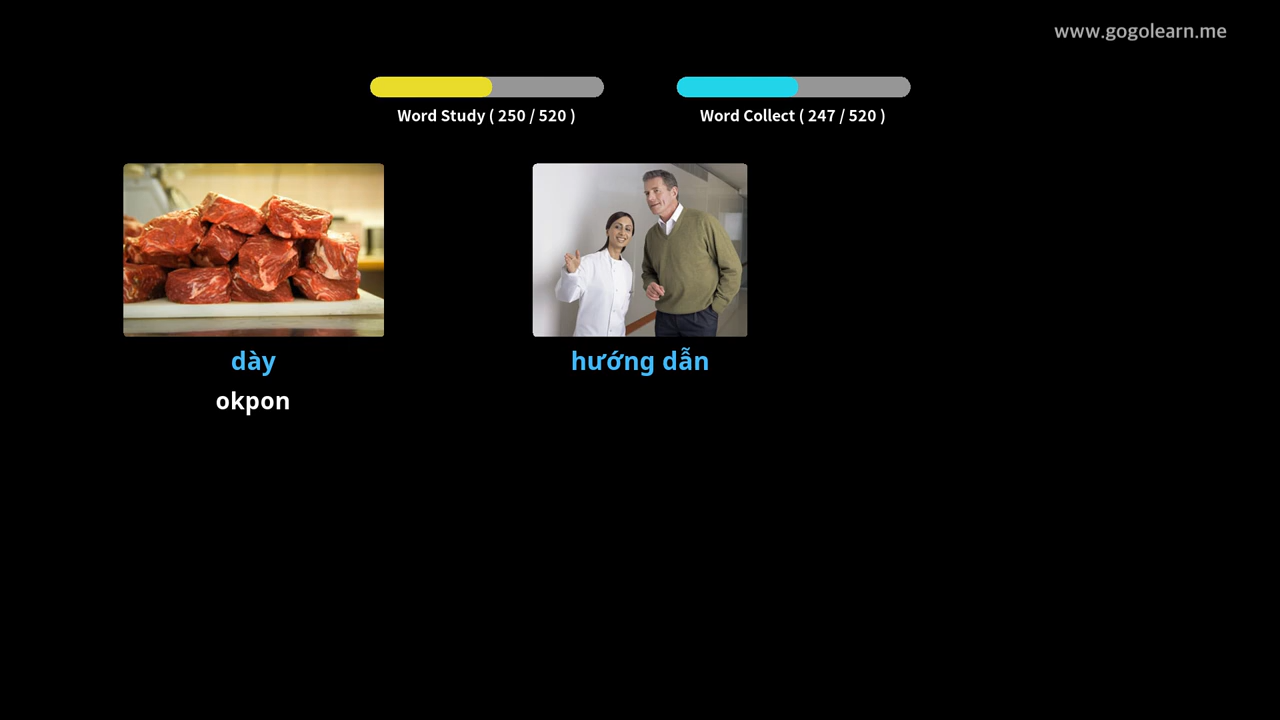 www.gogolearn.me
Word Study ( 250 / 520 )
Word Collect ( 247 / 520 )
dày
hướng dẫn
okpon